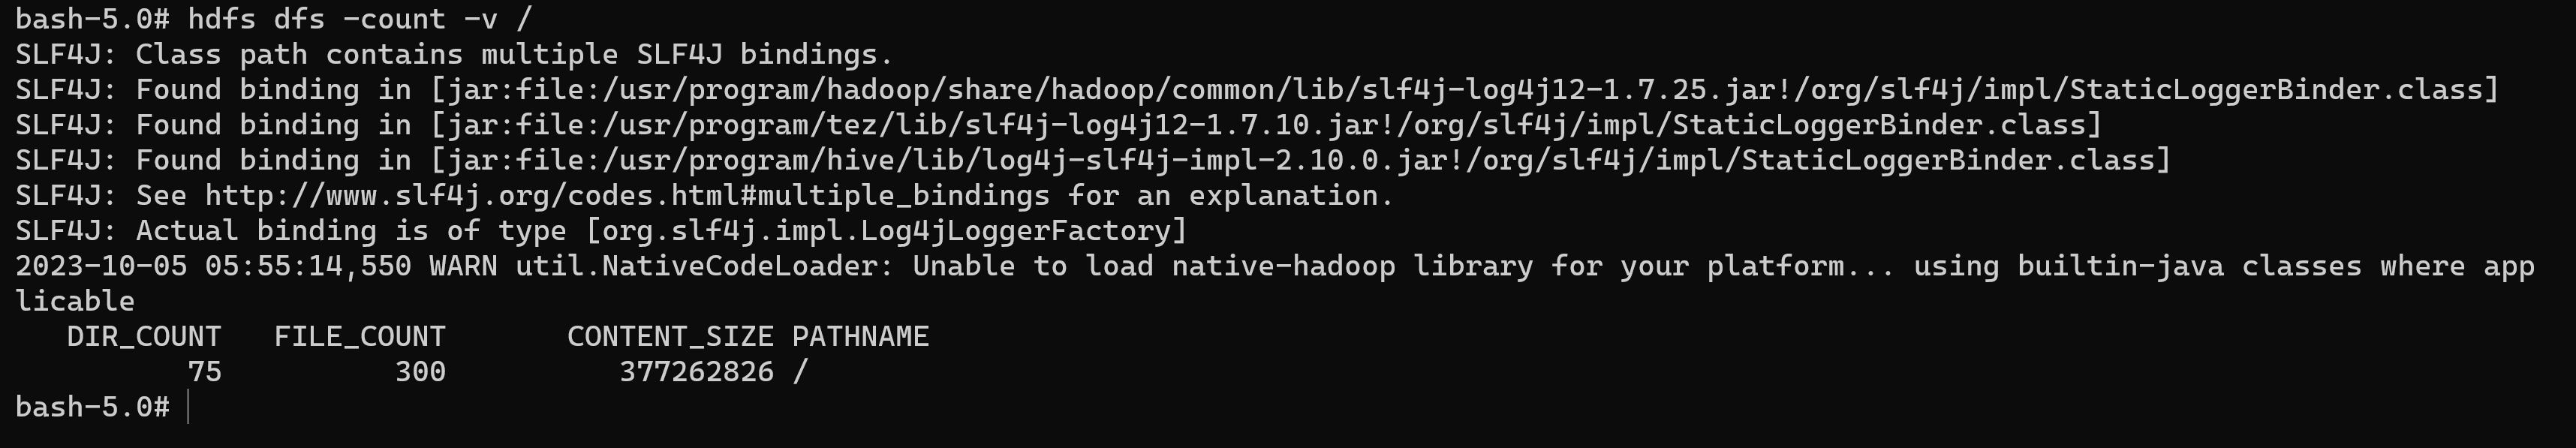 bash-5.0# hdfs dfs -count -v /
SLF4J: Class path contains multiple SLF4J bindings.
SLF4J: Found binding in [jar:file:/usr/program/hadoop/share/hadoop/common/lib/slf4j-log4j12-1.7.25.jar!/org/slf4j/impl/StaticLoggerBinder.class]
SLF4J: Found binding in [jar:file:/usr/program/tez/lib/slf4j-log4j12-1.7.10.jar!/org/slf4j/impl/StaticLoggerBinder.class]
SLF4J: Found binding in [jar:file:/usr/program/hive/lib/log4j-slf4j-impl-2.10.0.jar!/org/slf4j/impl/StaticLoggerBinder.class]
SLF4J: See http://www.slf4j.org/codes.html#multiple_bindings for an explanation.
SLF4J: Actual binding is of type [org.slf4j.impl.Log4jLoggerFactory]
2023-10-05 05:55:14,550 WARN util.NativeCodeLoader: Unable to load native-hadoop library for your platform... using builtin-java classes where app
licable
   DIR_COUNT   FILE_COUNT       CONTENT_SIZE PATHNAME
          75          300          377262826 /
bash-5.0#